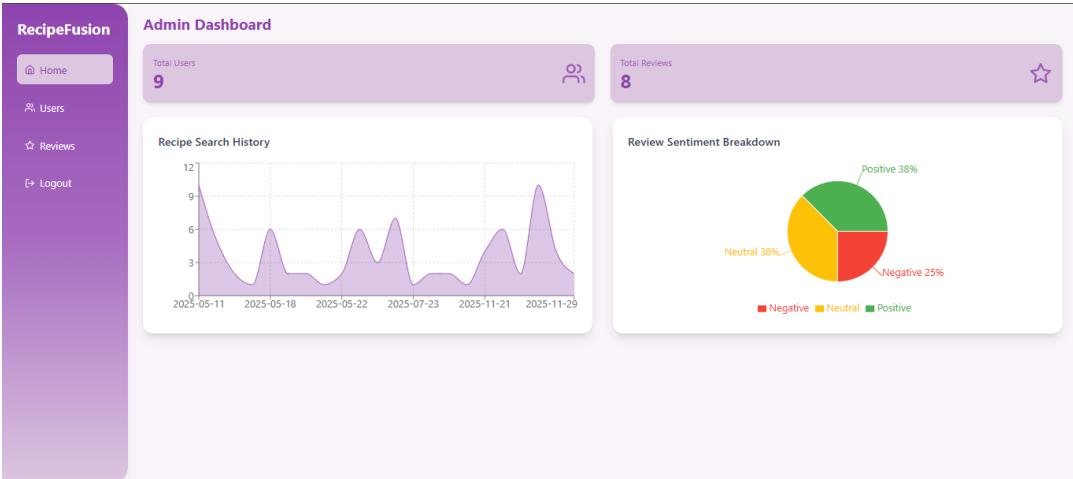 RecipeFusion
Home
Users
Reviews
Logout
Admin Dashboard
Total Users
9
Total Reviews
8
Recipe Search History
12
9
6
3
0
2025-05-11 2025-05-18 2025-05-22 2025-07-23 2025-11-21 2025-11-29
Review Sentiment Breakdown
Positive 38%
Neutral 38%
Negative 25%
Negative Neutral Positive